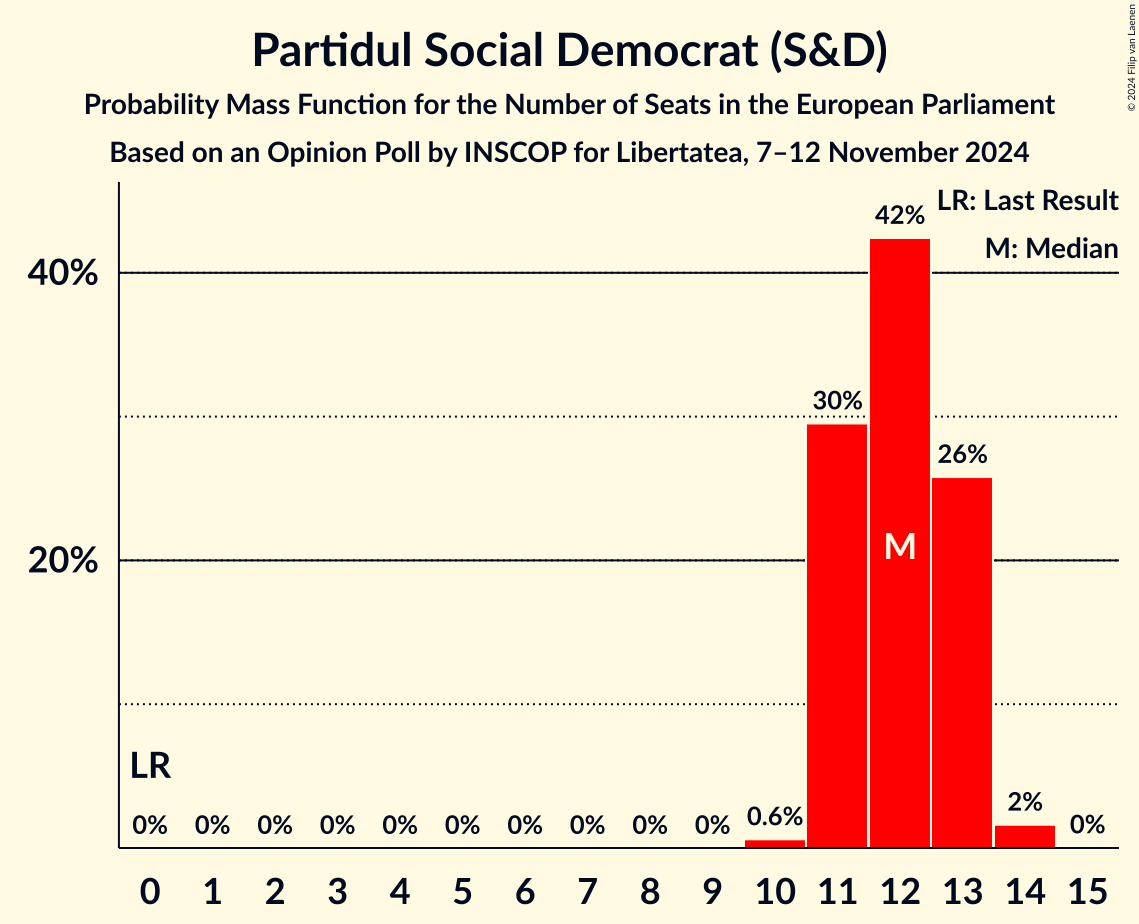 Partidul Social Democrat (S&D)
Probability Mass Function for the Number of Seats in the European Parliament
Based on an Opinion Poll by INSCOP for Libertatea, 7–12 November 2024
© 2024 Filip van Laenen
LR: Last Result
M: Median
40%
20%
42%
30%
26%
M
LR
0% 0% 0% 0% 0% 0% 0% 0% 0% 0% 0.6% 2% 0%
0 1 2 3 4 5 6 7 8 9 10 11 12 13 14 15